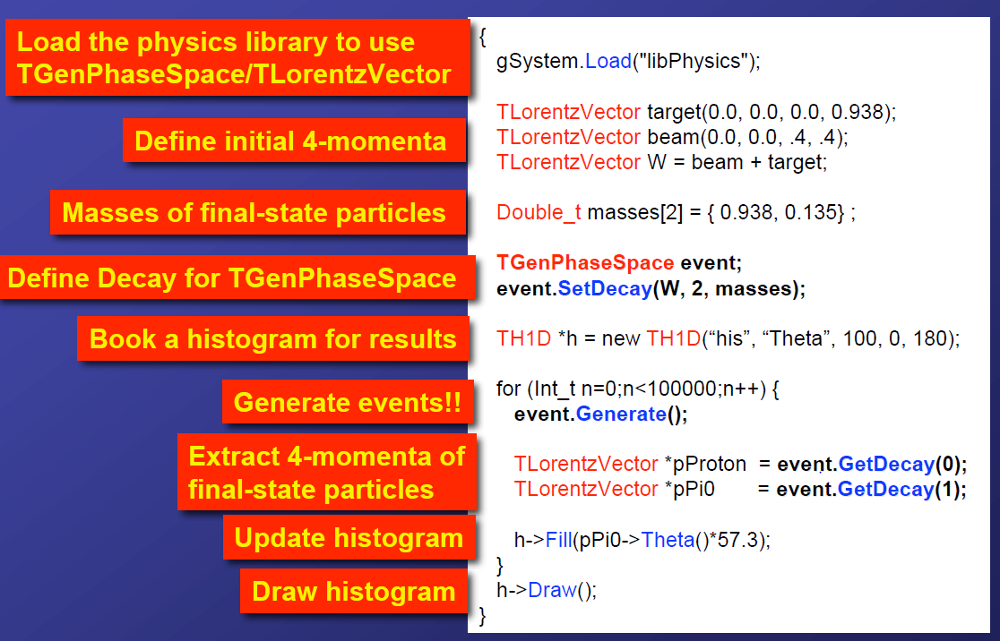 Load the physics library to use
TGenPhaseSpace/TLorentzVector
Define initial 4-momenta
Masses of final-state particles
Define Decay for TGenPhaseSpace
Book a histogram for results
Generate events!!
Extract 4-momenta of
final-state particles
Update histogram
Draw histogram
{
gSystem.Load("libPhysics");
TLorentzVector target(0.0, 0.0, 0.0, 0.938);
TLorentzVector beam(0.0, 0.0, .4, .4);
TLorentzVector W = beam + target;
Double_t masses[2] = { 0.938, 0.135} ;
TGenPhaseSpace event;
event.SetDecay(W, 2, masses);
TH1D *h = new TH1D(“his”, “Theta”, 100, 0, 180);
for (Int_t n=0;n<100000;n++) {
event.Generate();
TLorentzVector *pProton = event.GetDecay(0);
TLorentzVector *pPi0 = event.GetDecay(1);
h->Fill(pPi0->Theta()*57.3);
}
h->Draw();
}